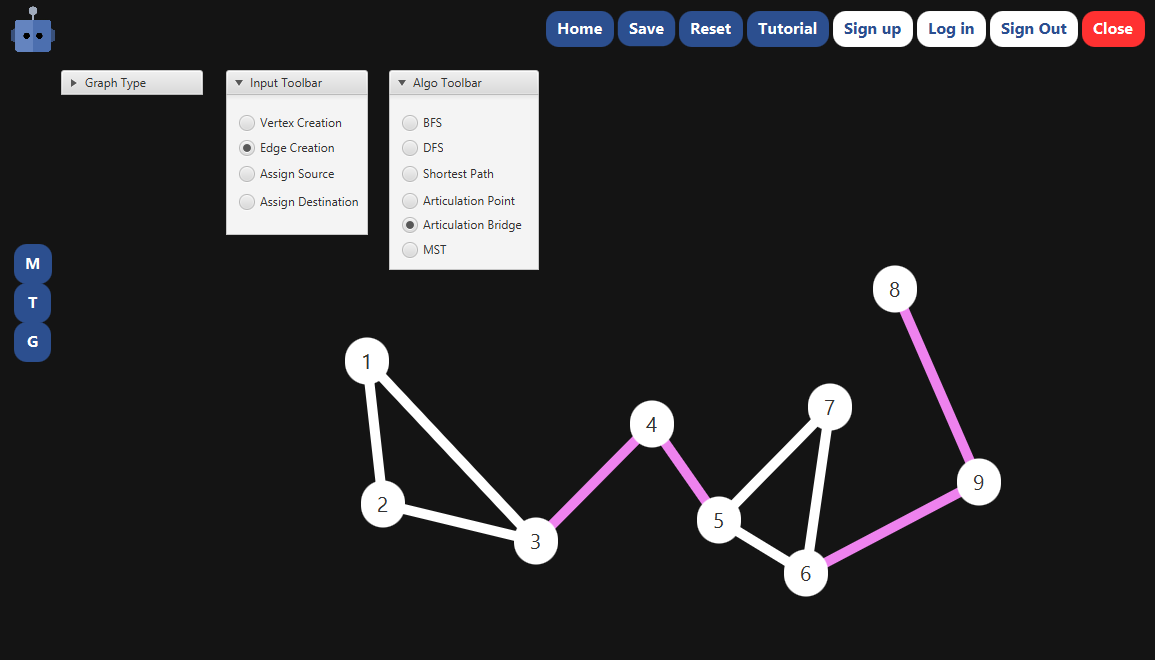 Home Save Reset Tutorial Sign up Log in Sign Out Close
Graph Type
Input Toolbar
Vertex Creation
Edge Creation
Assign Source
Assign Destination
Algo Toolbar
BFS
DFS
Shortest Path
Articulation Point
Articulation Bridge
MST
M
T
G
8
1
7
4
9
2
5
3
6